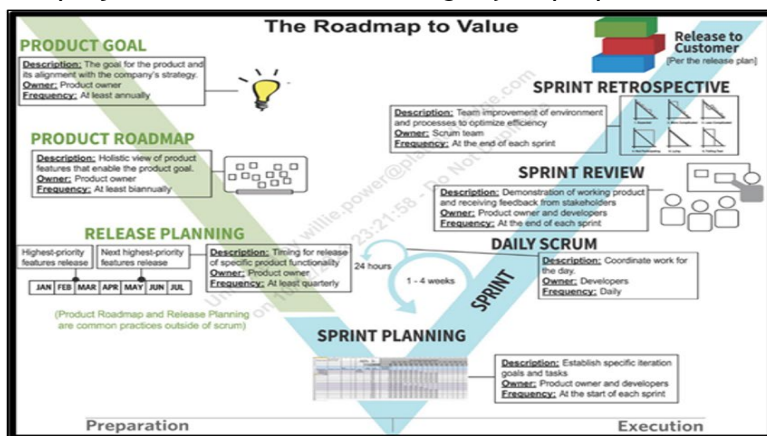 The Roadmap to Value
PRODUCT GOAL
Description: The goal for the product and
its alignment with the company's strategy.
Owner: Product owner
Frequency: At least annually
Release to
Customer
[Per the release plan]
SPRINT RETROSPECTIVE
Description: Team improvement of environment
and processes to optimize efficiency
Owner: Scrum team
Frequency: At the end of each sprint
PRODUCT ROADMAP
Description: Holistic view of product
features that enable the product goal.
Owner: Product owner
Frequency: At least biannually
SPRINT REVIEW
Description: Demonstration of working product
and receiving feedback from stakeholders
Owner: Product owner and developers
Frequency: At the end of each sprint
RELEASE PLANNING
Highest-priority
features release
Next highest-priority
features release
JAN FEB MAR APR MAY JUN JUL
Description: Timing for release
of specific product functionality
Owner: Product owner
Frequency: At least quarterly
(Product Roadmap and Release Planning
are common practices outside of scrum)
24 hours
1 - 4 weeks
SPRINT
DAILY SCRUM
Description: Coordinate work for
the day.
Owner: Developers
Frequency: Daily
SPRINT PLANNING
Description: Establish specific iteration
goals and tasks
Owner: Product owner and developers
Frequency: At the start of each sprint
Preparation
Execution